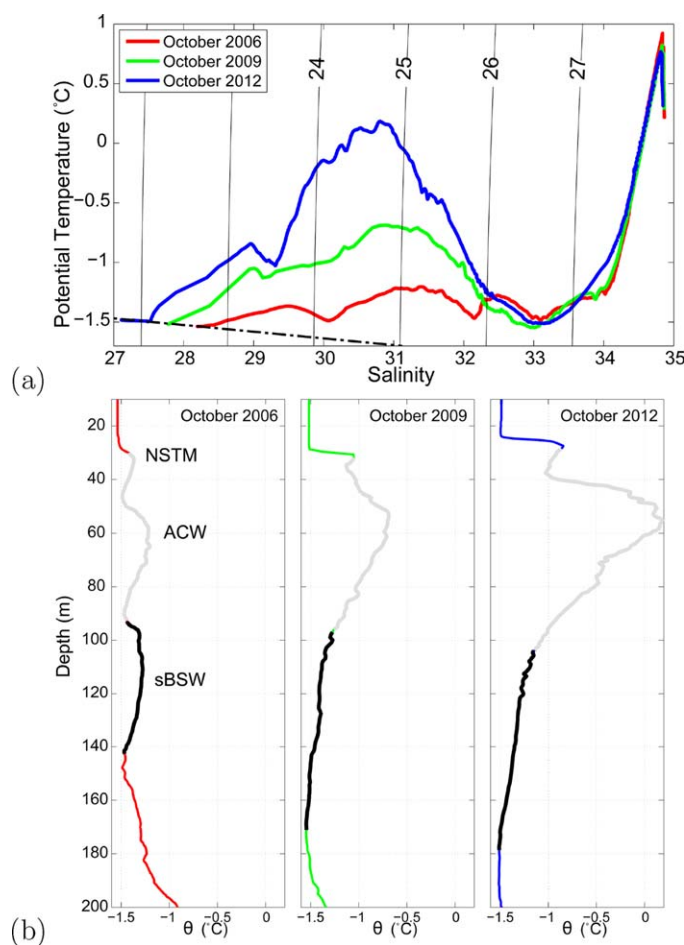 1
0.5
0
−0.5
−1
−1.5
Potential Temperature (°C)
October 2006
October 2009
October 2012
24
25
26
27
27 28 29 30 31 32 33 34 35
Salinity
(a)
October 2006
October 2009
October 2012
NSTM
ACW
sBSW
20
40
60
80
100
120
140
160
180
200
Depth (m)
−1.5 −1 −0.5 0
θ (°C)
−1.5 −1 −0.5 0
θ (°C)
−1.5 −1 −0.5 0
θ (°C)
(b)